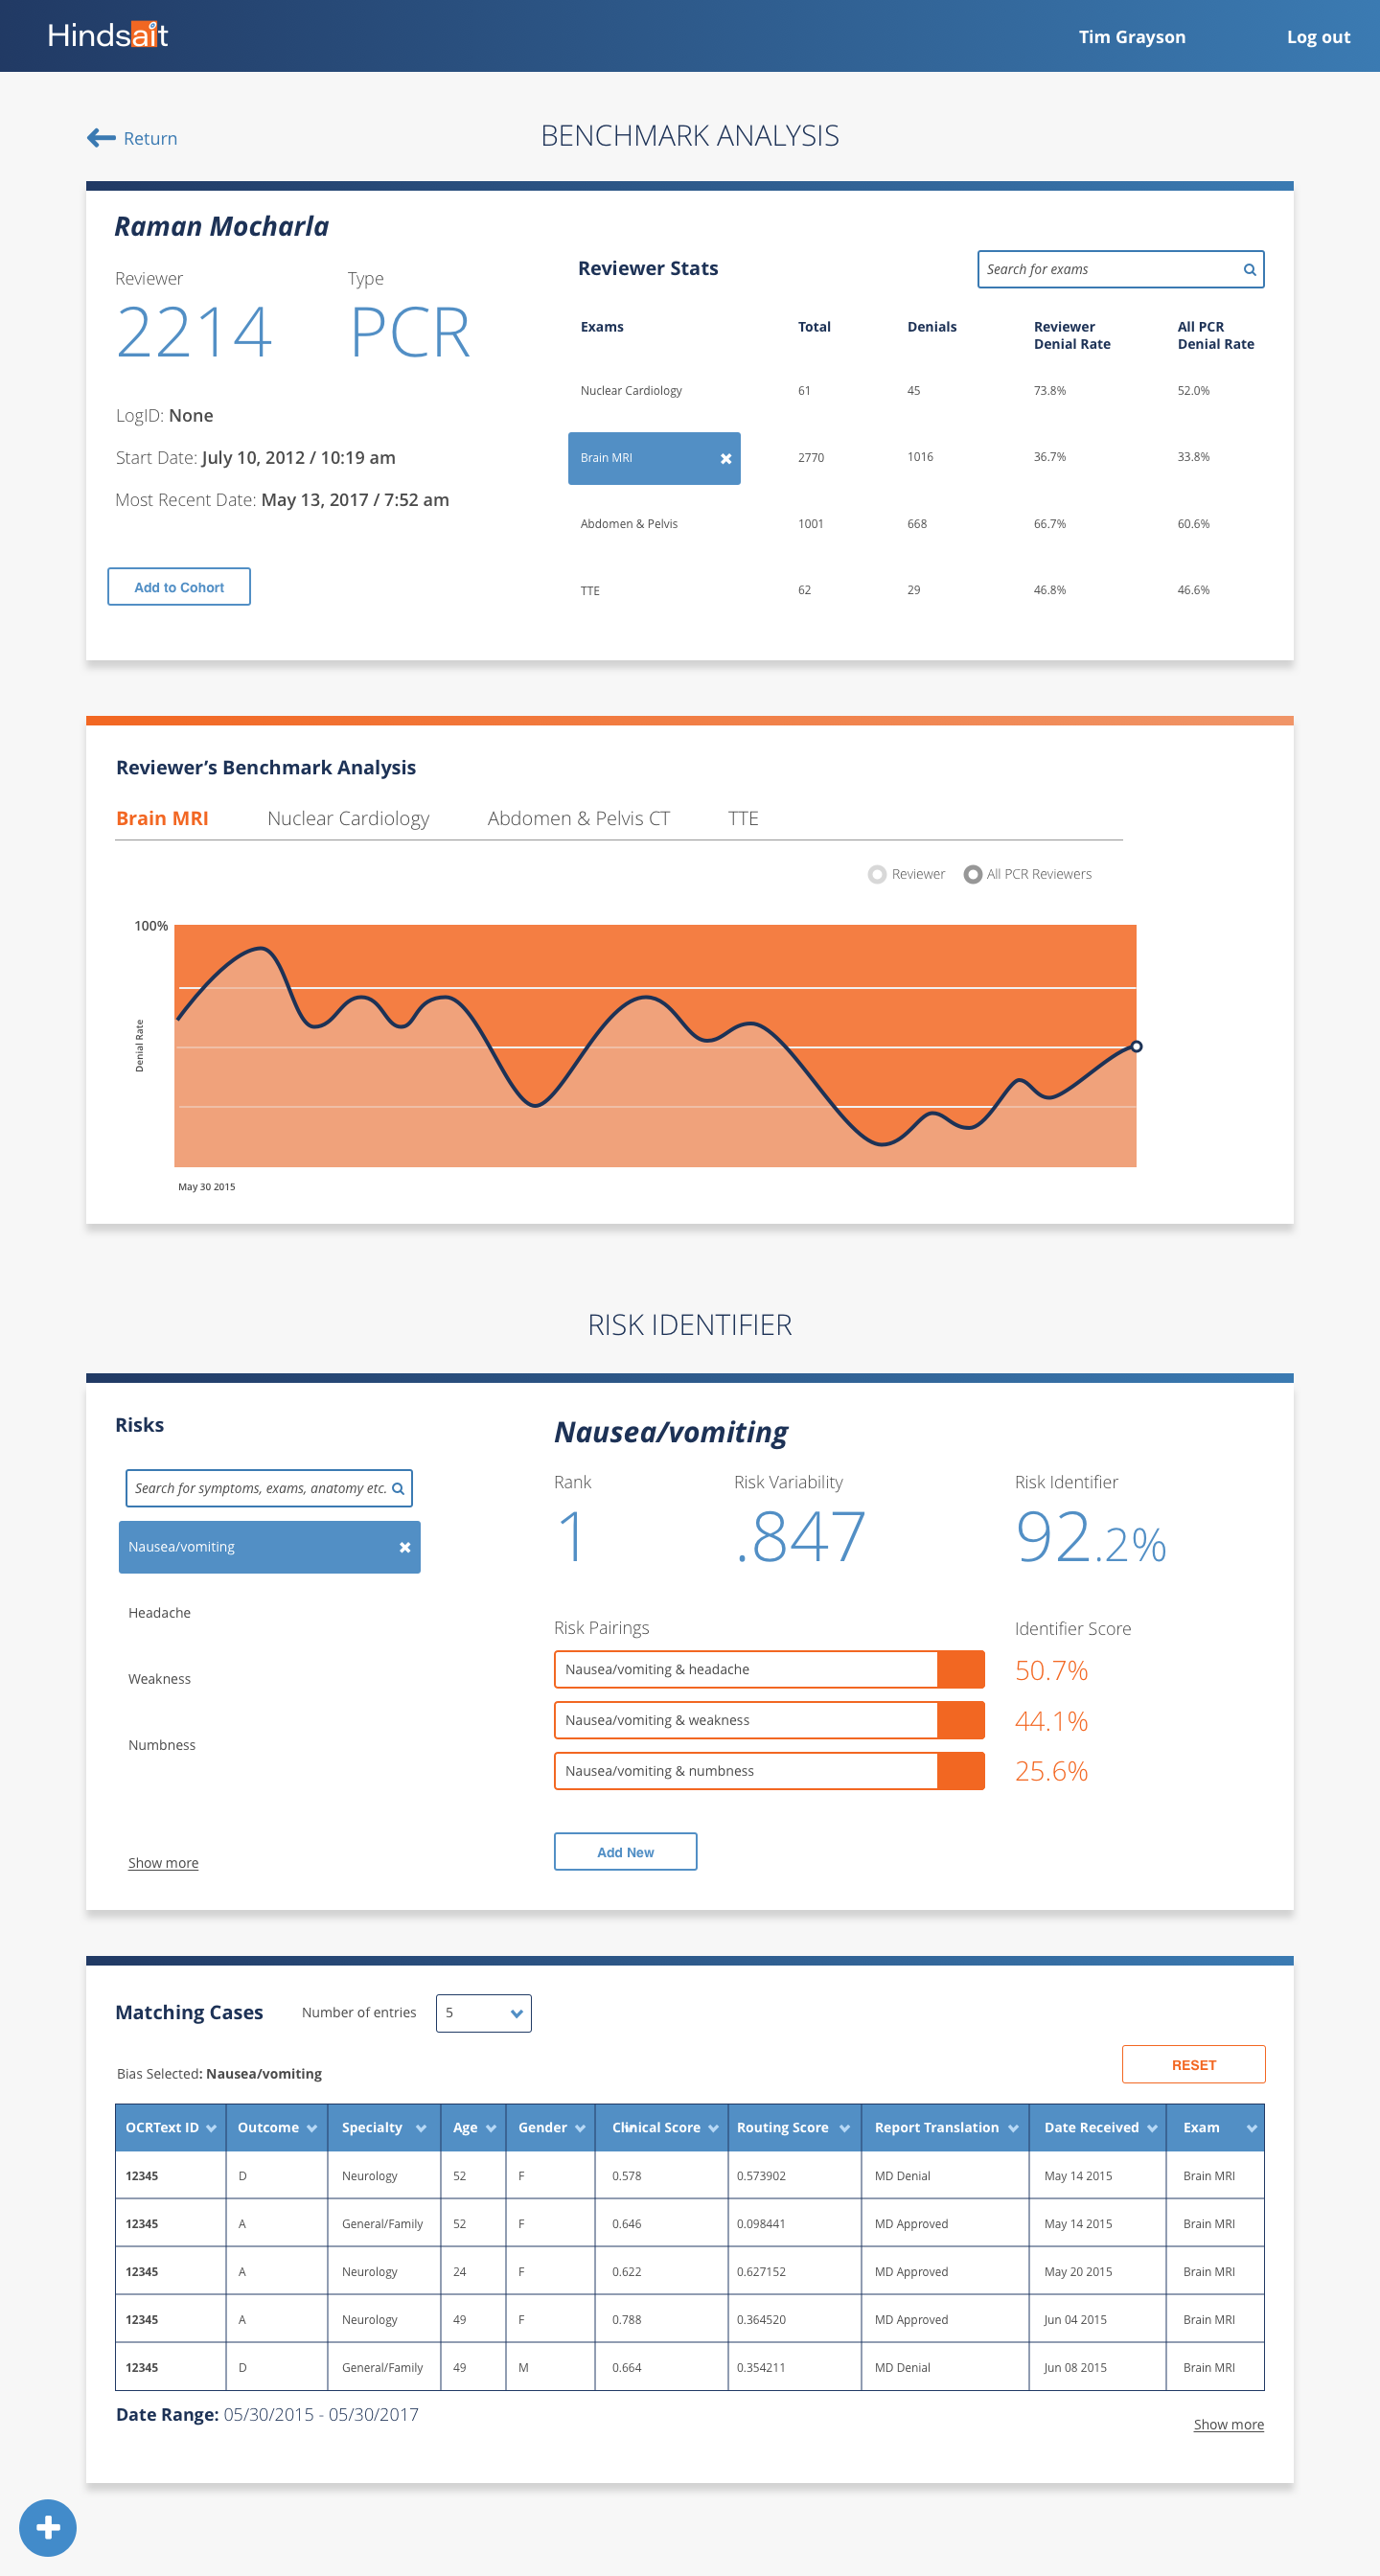 Hindsait
Tim Grayson Log out
Return
BENCHMARK ANALYSIS
Raman Mocharla
Reviewer Type
2214 PCR
LogID: None
Start Date: July 10, 2012 / 10:19 am
Most Recent Date: May 13, 2017 / 7:52 am
Add to Cohort
Reviewer Stats
Search for exams
Exams Total Denials Reviewer Denial Rate All PCR Denial Rate
Nuclear Cardiology 61 45 73.8% 52.0%
Brain MRI 2770 1016 36.7% 33.8%
Abdomen & Pelvis 1001 668 66.7% 60.6%
TTE 62 29 46.8% 46.6%
Reviewer’s Benchmark Analysis
Brain MRI Nuclear Cardiology Abdomen & Pelvis CT TTE
Reviewer All PCR Reviewers
100%
Denial Rate
May 30 2015
RISK IDENTIFIER
Risks
Search for symptoms, exams, anatomy etc.
Nausea/vomiting
Headache
Weakness
Numbness
Show more
Nausea/vomiting
Rank Risk Variability Risk Identifier
1 .847 92.2%
Risk Pairings Identifier Score
Nausea/vomiting & headache 50.7%
Nausea/vomiting & weakness 44.1%
Nausea/vomiting & numbness 25.6%
Add New
Matching Cases Number of entries 5
Bias Selected: Nausea/vomiting
RESET
OCRText ID Outcome Specialty Age Gender Clinical Score Routing Score Report Translation Date Received Exam
12345 D Neurology 52 F 0.578 0.573902 MD Denial May 14 2015 Brain MRI
12345 A General/Family 52 F 0.646 0.098441 MD Approved May 14 2015 Brain MRI
12345 A Neurology 24 F 0.622 0.627152 MD Approved May 20 2015 Brain MRI
12345 A Neurology 49 F 0.788 0.364520 MD Approved Jun 04 2015 Brain MRI
12345 D General/Family 49 M 0.664 0.354211 MD Denial Jun 08 2015 Brain MRI
Date Range: 05/30/2015 - 05/30/2017
Show more